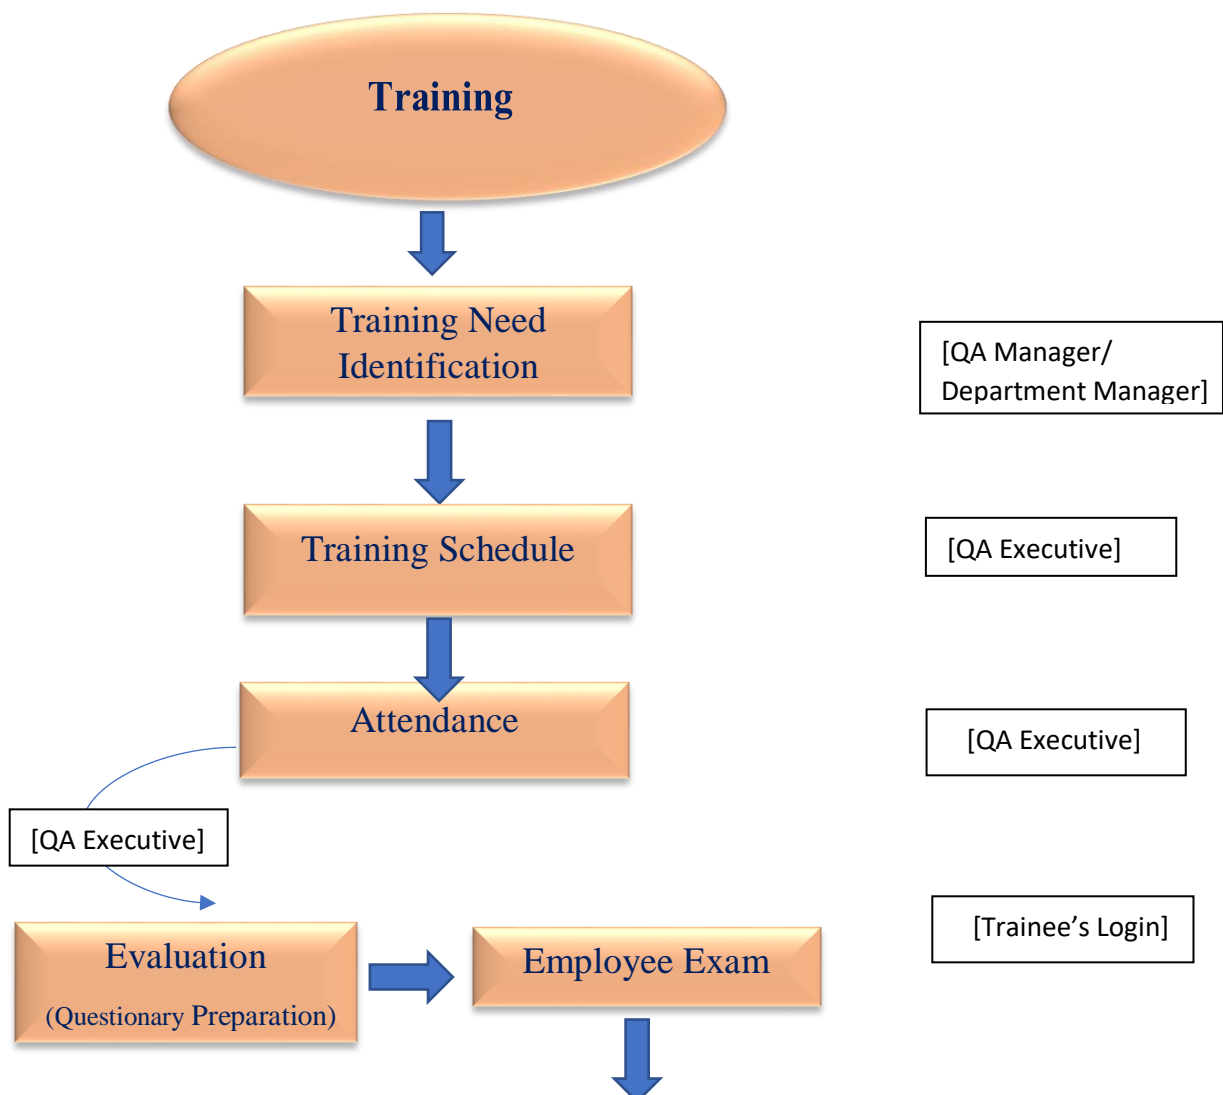 Training
Training Need
Identification
[QA Manager/
Department Manager]
Training Schedule
[QA Executive]
Attendance
[QA Executive]
[QA Executive]
[Trainee’s Login]
Evaluation
(Questionary Preparation)
Employee Exam